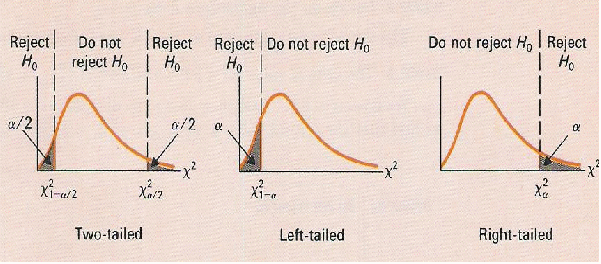 Reject
H₀
Do not
reject H₀
Reject
H₀
α/2
α/2
χ²
χ²₁₋α/2
χ²α/2
Two-tailed
Reject
H₀
Do not reject H₀
α
χ²
χ²₁₋α
Left-tailed
Do not reject H₀
Reject
H₀
α
χ²
χ²α
Right-tailed